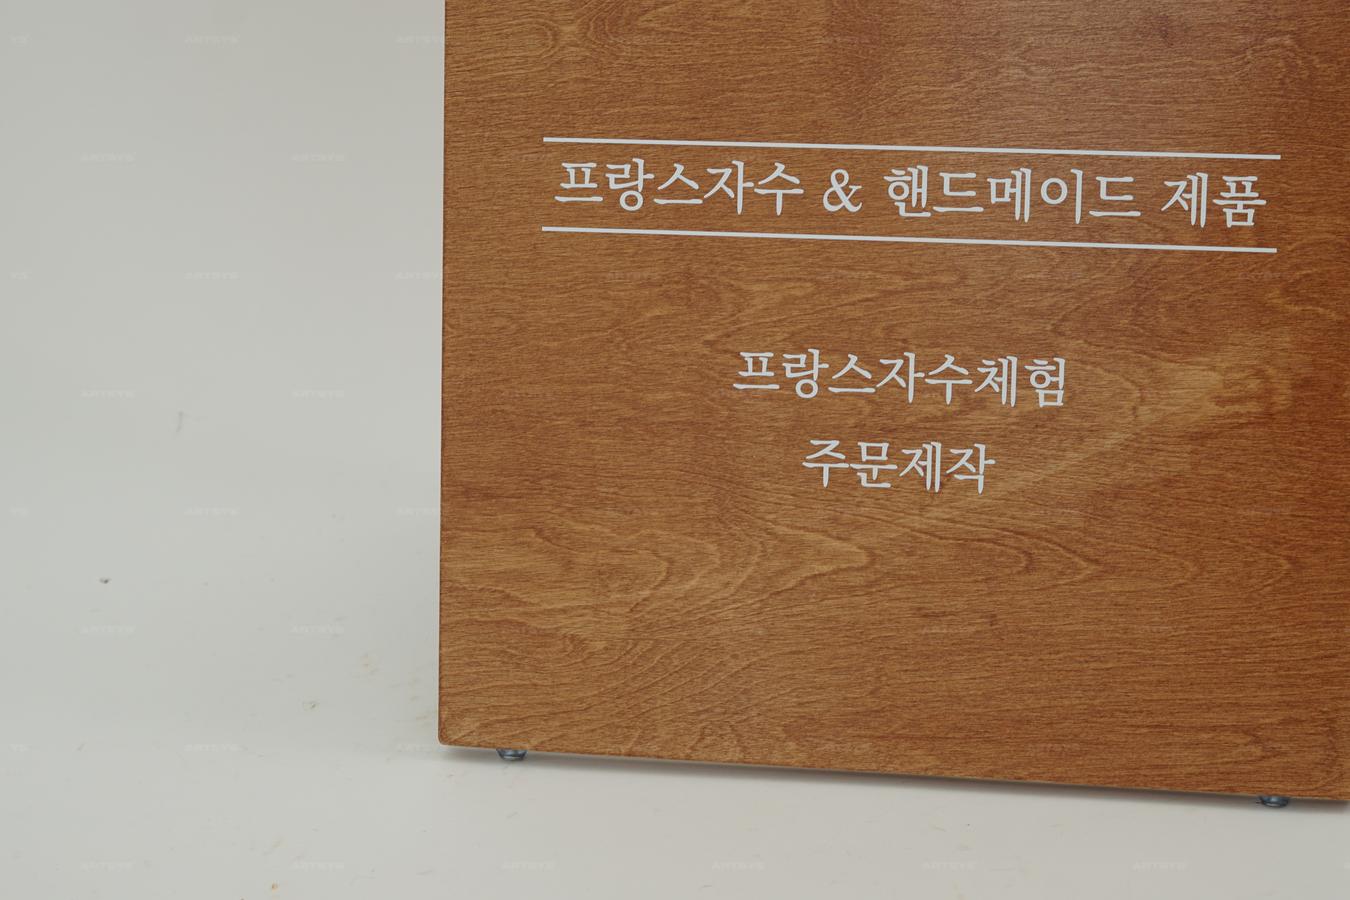 프랑스자수 & 핸드메이드 제품
프랑스자수체험
주문제작